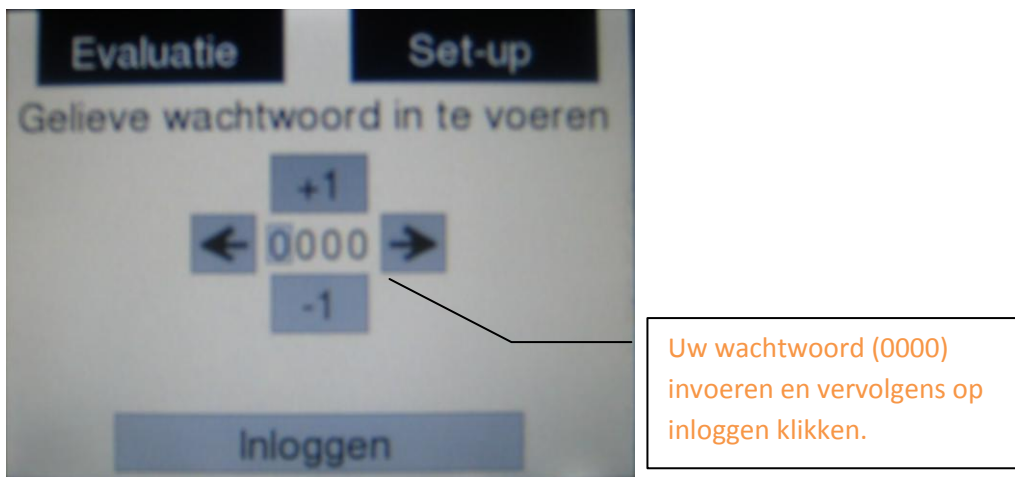 Evaluatie Set-up
Gelieve wachtwoord in te voeren
+1
0000
-1
Inloggen
Uw wachtwoord (0000)
invoeren en vervolgens op
inloggen klikken.